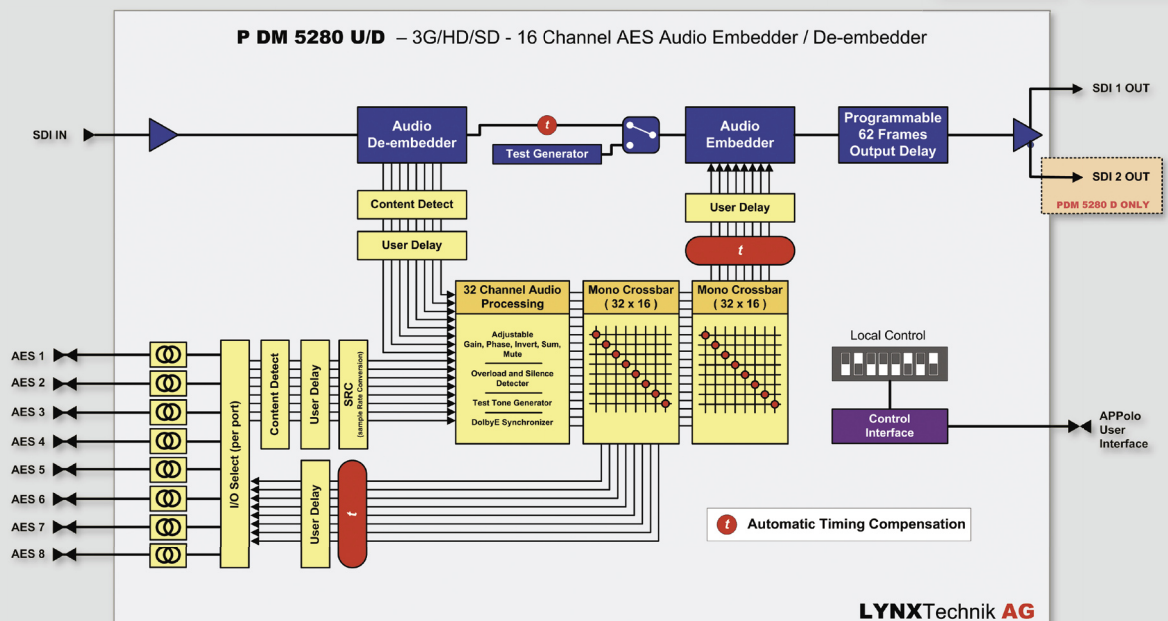 P DM 5280 U/D – 3G/HD/SD - 16 Channel AES Audio Embedder / De-embedder
SDI IN
Audio
De-embedder
t
Test Generator
Audio
Embedder
Programmable
62 Frames
Output Delay
SDI 1 OUT
SDI 2 OUT
PDM 5280 D ONLY
Content Detect
User Delay
User Delay
t
32 Channel Audio
Processing
Adjustable
Gain, Phase, Invert, Sum,
Mute
Overload and Silence
Detecter
Test Tone Generator
DolbyE Synchronizer
Mono Crossbar
( 32 x 16 )
Mono Crossbar
( 32 x 16 )
AES 1
AES 2
AES 3
AES 4
AES 5
AES 6
AES 7
AES 8
I/O Select (per port)
Content Detect
User Delay
SRC
(sample Rate Conversion)
User Delay
t
Local Control
Control
Interface
APPolo
User
Interface
t Automatic Timing Compensation
LYNXTechnik AG